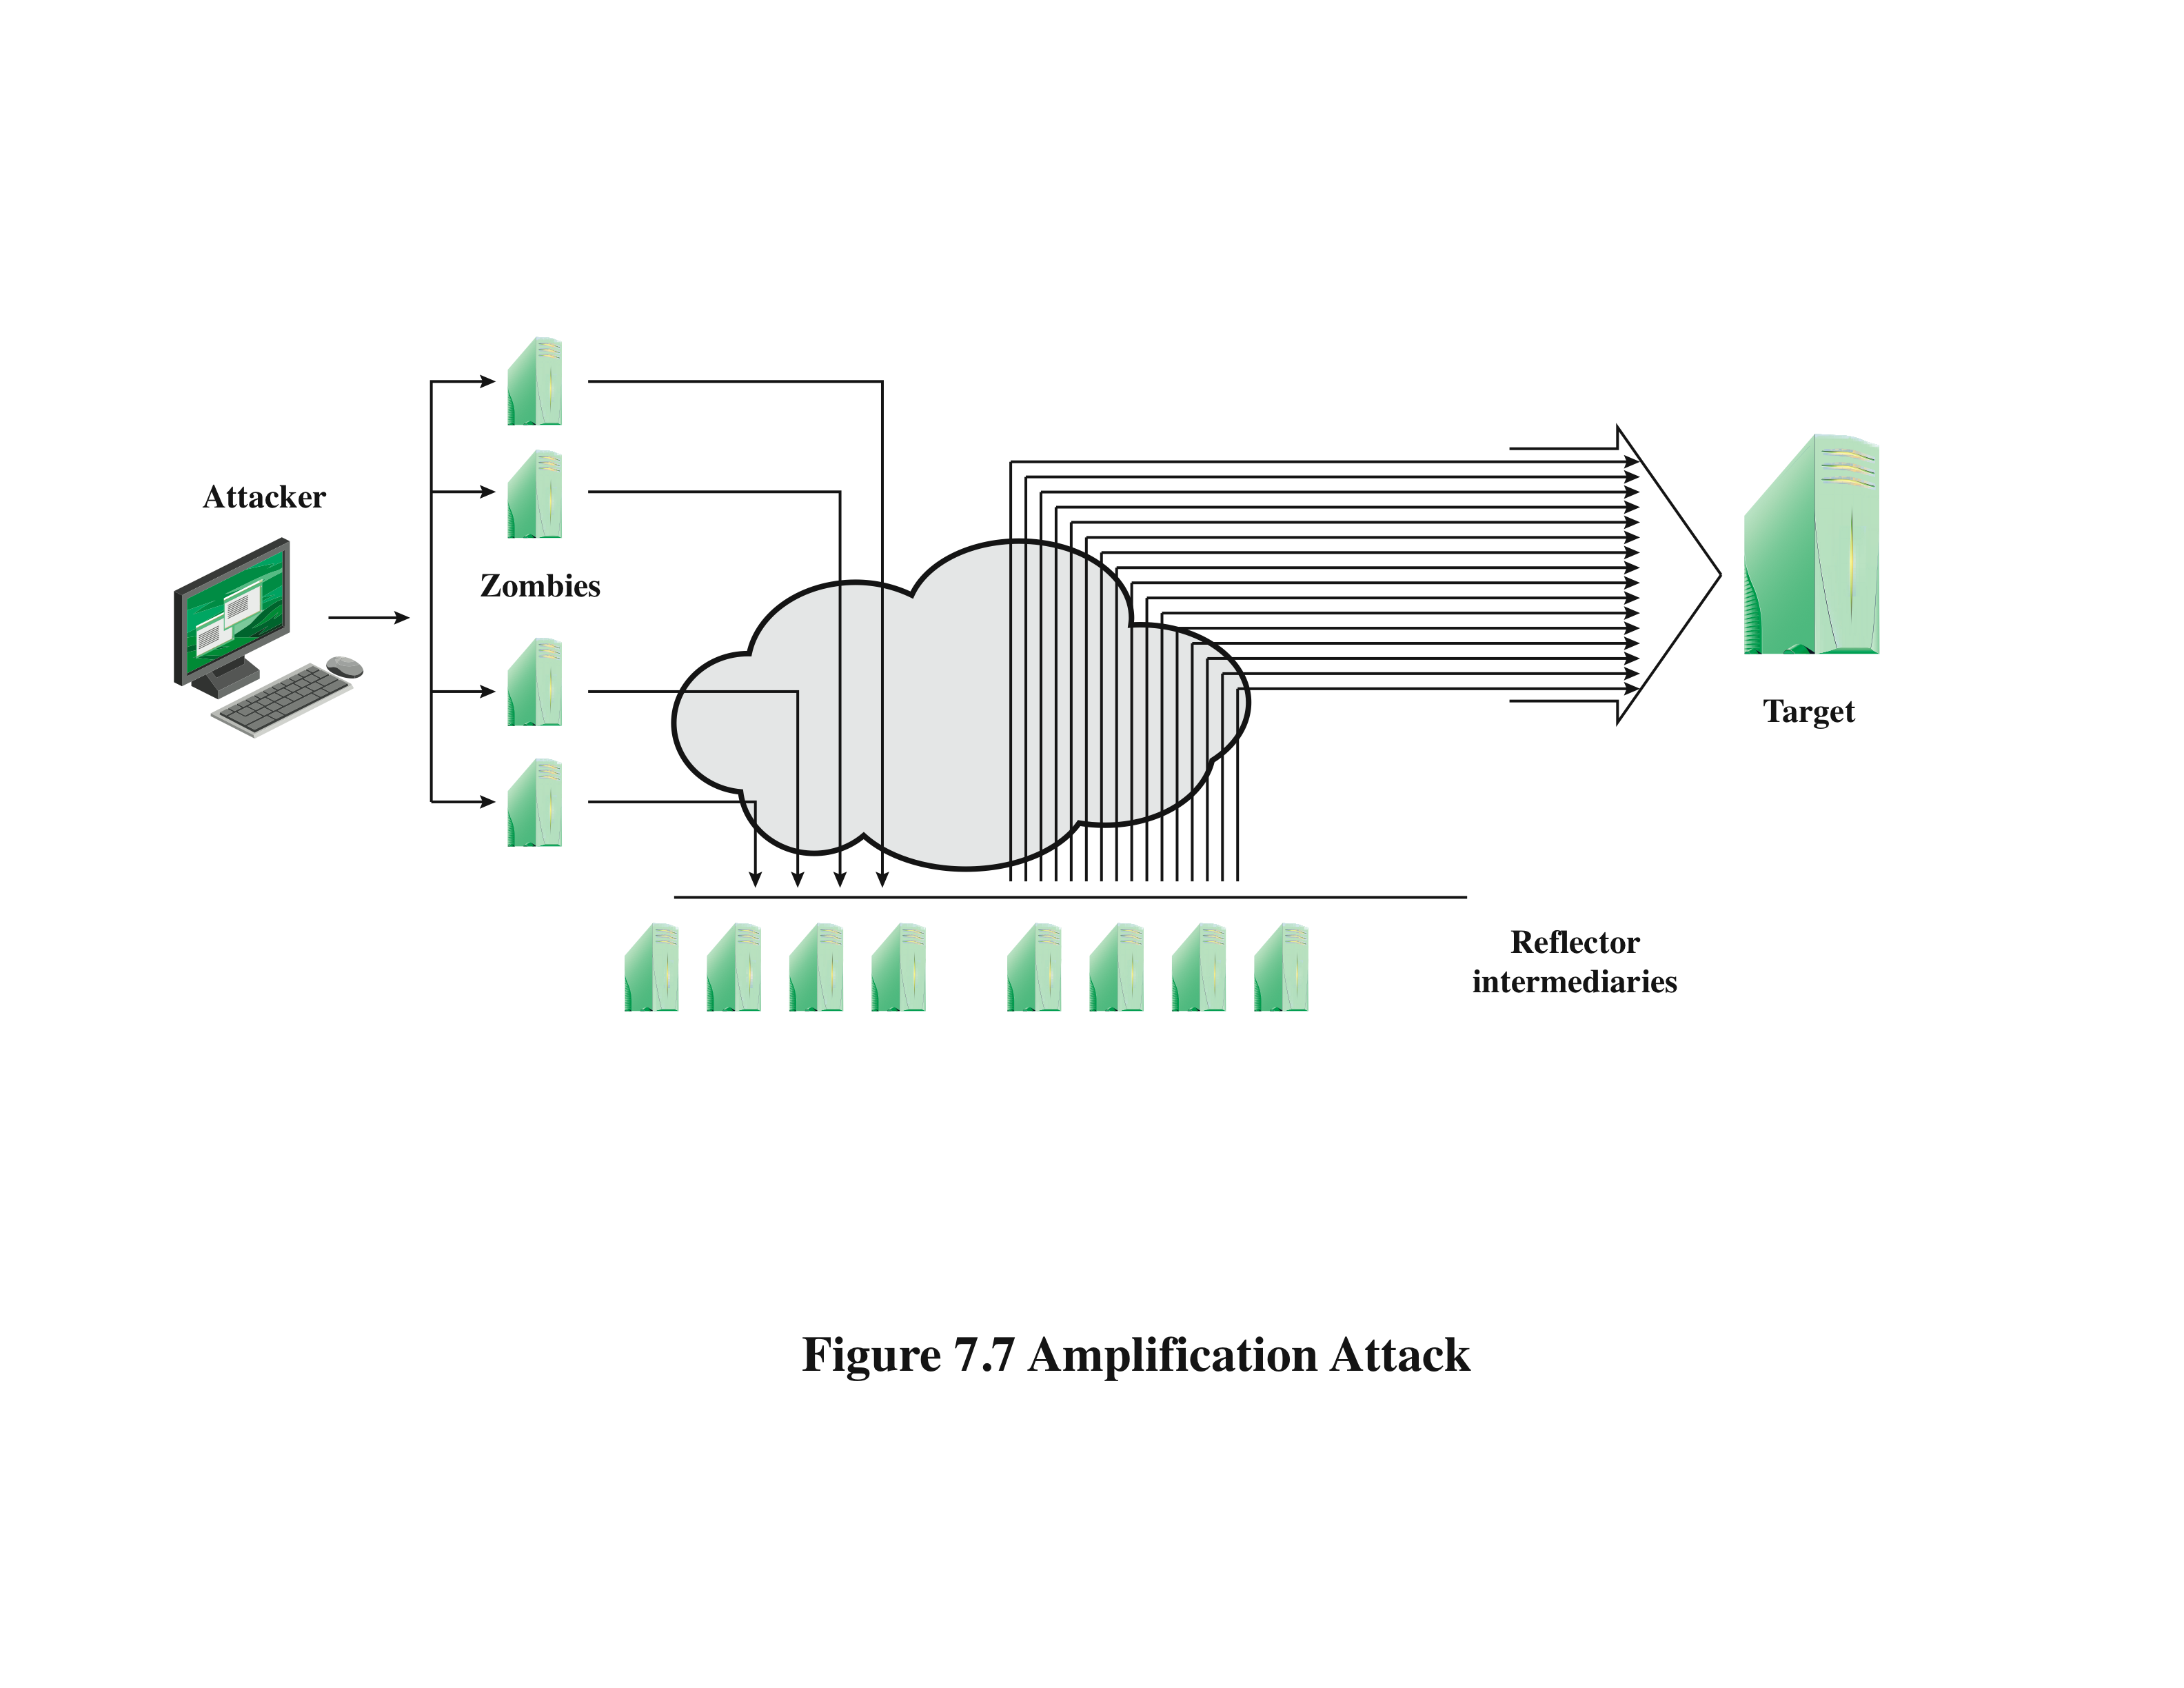 Attacker
Zombies
Target
Reflector
intermediaries
Figure 7.7 Amplification Attack